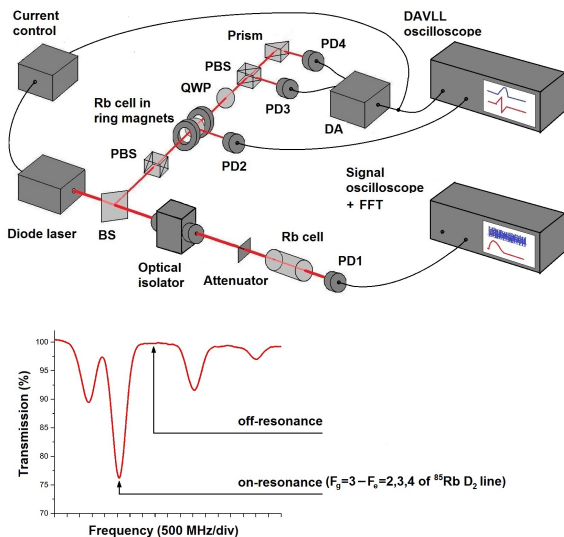 Current
control
DAVLL
oscilloscope
Prism
PD4
PBS
QWP
PD3
DA
Rb cell in
ring magnets
PD2
PBS
Signal
oscilloscope
+ FFT
Diode laser
BS
Optical
isolator
Attenuator
Rb cell
PD1
Transmission (%)
100
95
90
85
80
75
70
off-resonance
on-resonance (Fg=3–Fe=2,3,4 of ⁸⁵Rb D₂ line)
Frequency (500 MHz/div)